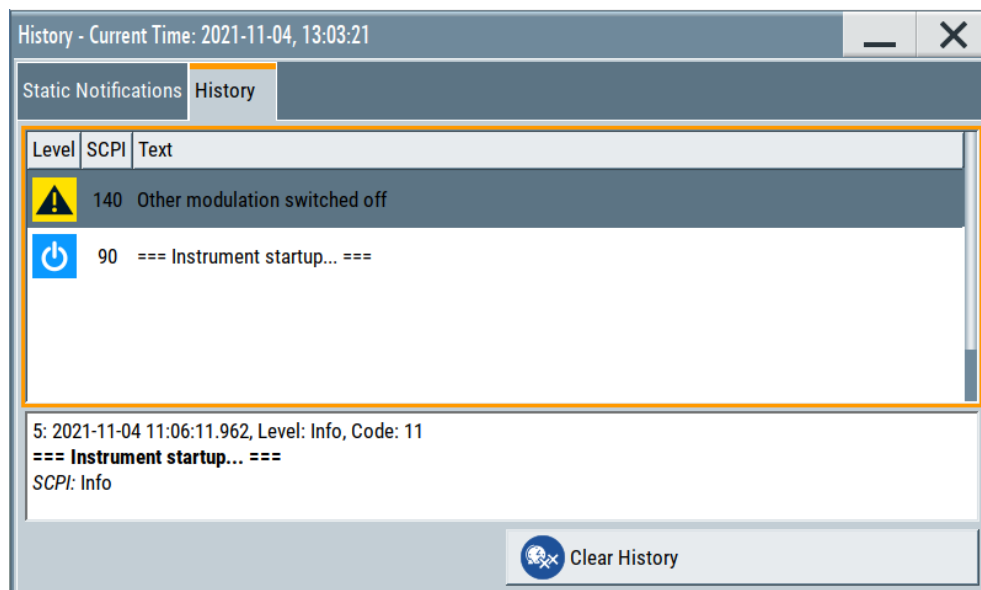 History - Current Time: 2021-11-04, 13:03:21
Static Notifications History
Level SCPI Text
140 Other modulation switched off
90 === Instrument startup... ===
5: 2021-11-04 11:06:11.962, Level: Info, Code: 11
=== Instrument startup... ===
SCPI: Info
Clear History